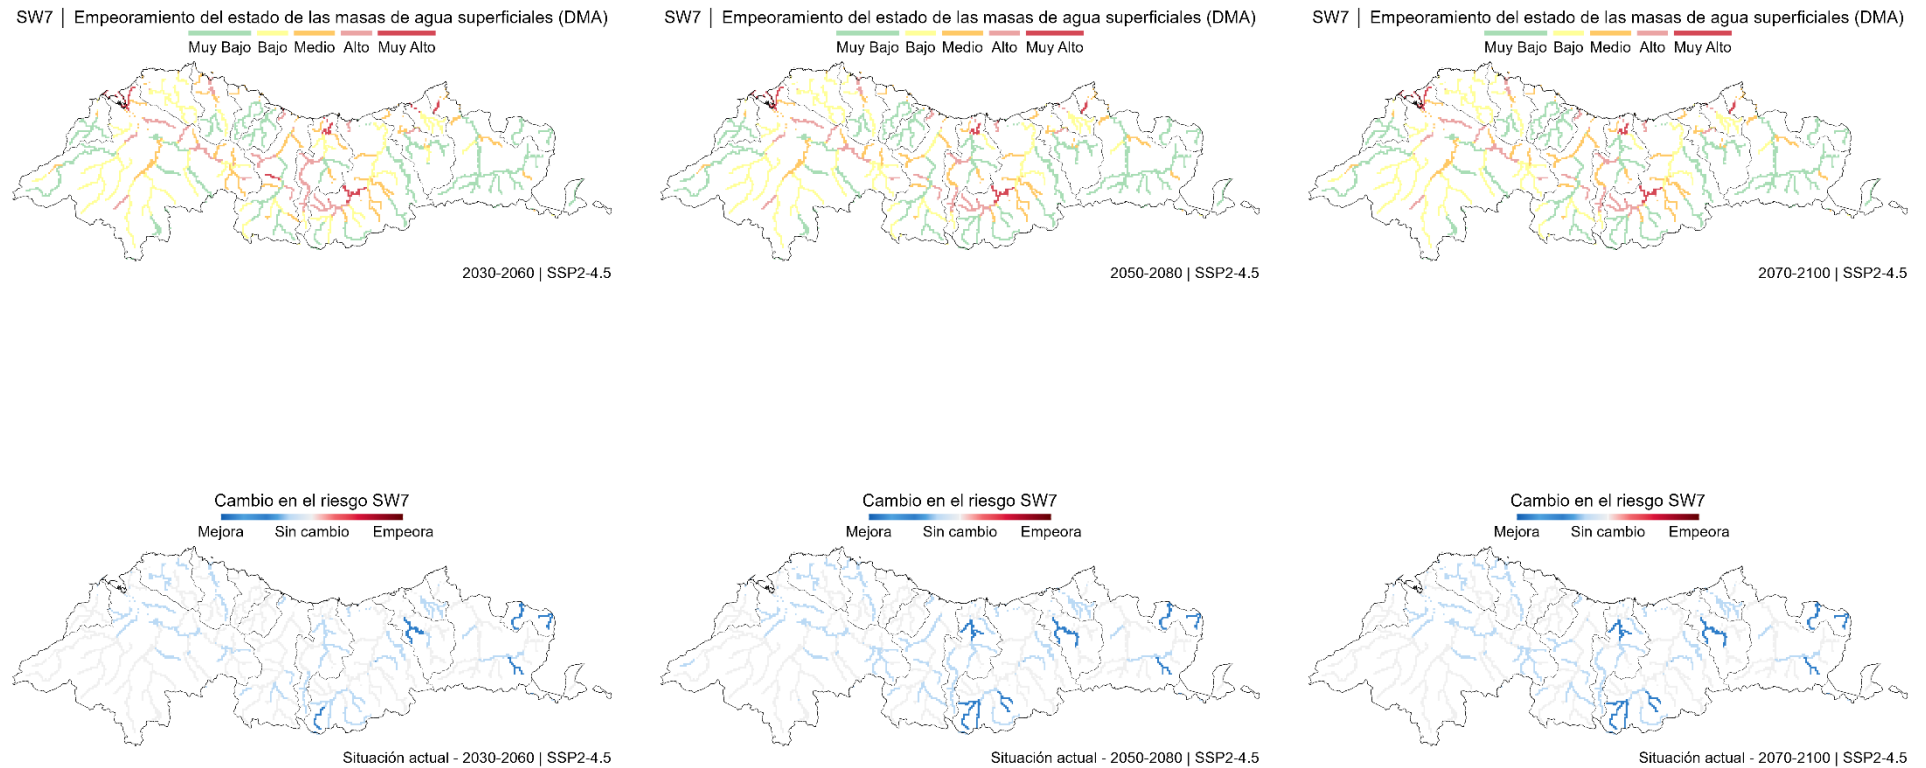 SW7 | Empeoramiento del estado de las masas de agua superficiales (DMA)
Muy Bajo Bajo Medio Alto Muy Alto
2030-2060 | SSP2-4.5
SW7 | Empeoramiento del estado de las masas de agua superficiales (DMA)
Muy Bajo Bajo Medio Alto Muy Alto
2050-2080 | SSP2-4.5
SW7 | Empeoramiento del estado de las masas de agua superficiales (DMA)
Muy Bajo Bajo Medio Alto Muy Alto
2070-2100 | SSP2-4.5
Cambio en el riesgo SW7
Mejora Sin cambio Empeora
Situación actual - 2030-2060 | SSP2-4.5
Cambio en el riesgo SW7
Mejora Sin cambio Empeora
Situación actual - 2050-2080 | SSP2-4.5
Cambio en el riesgo SW7
Mejora Sin cambio Empeora
Situación actual - 2070-2100 | SSP2-4.5